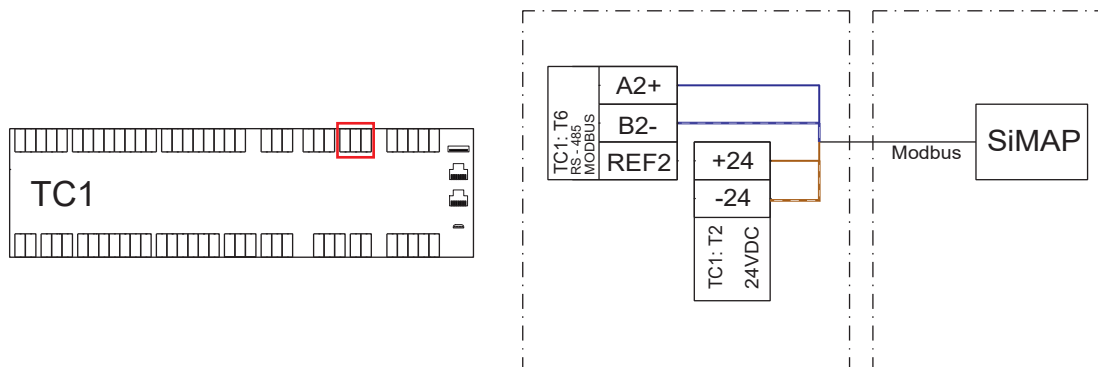 TC1
TC1: T6
RS - 485
MODBUS
A2+
B2-
REF2
+24
-24
TC1: T2
24VDC
Modbus
SiMAP